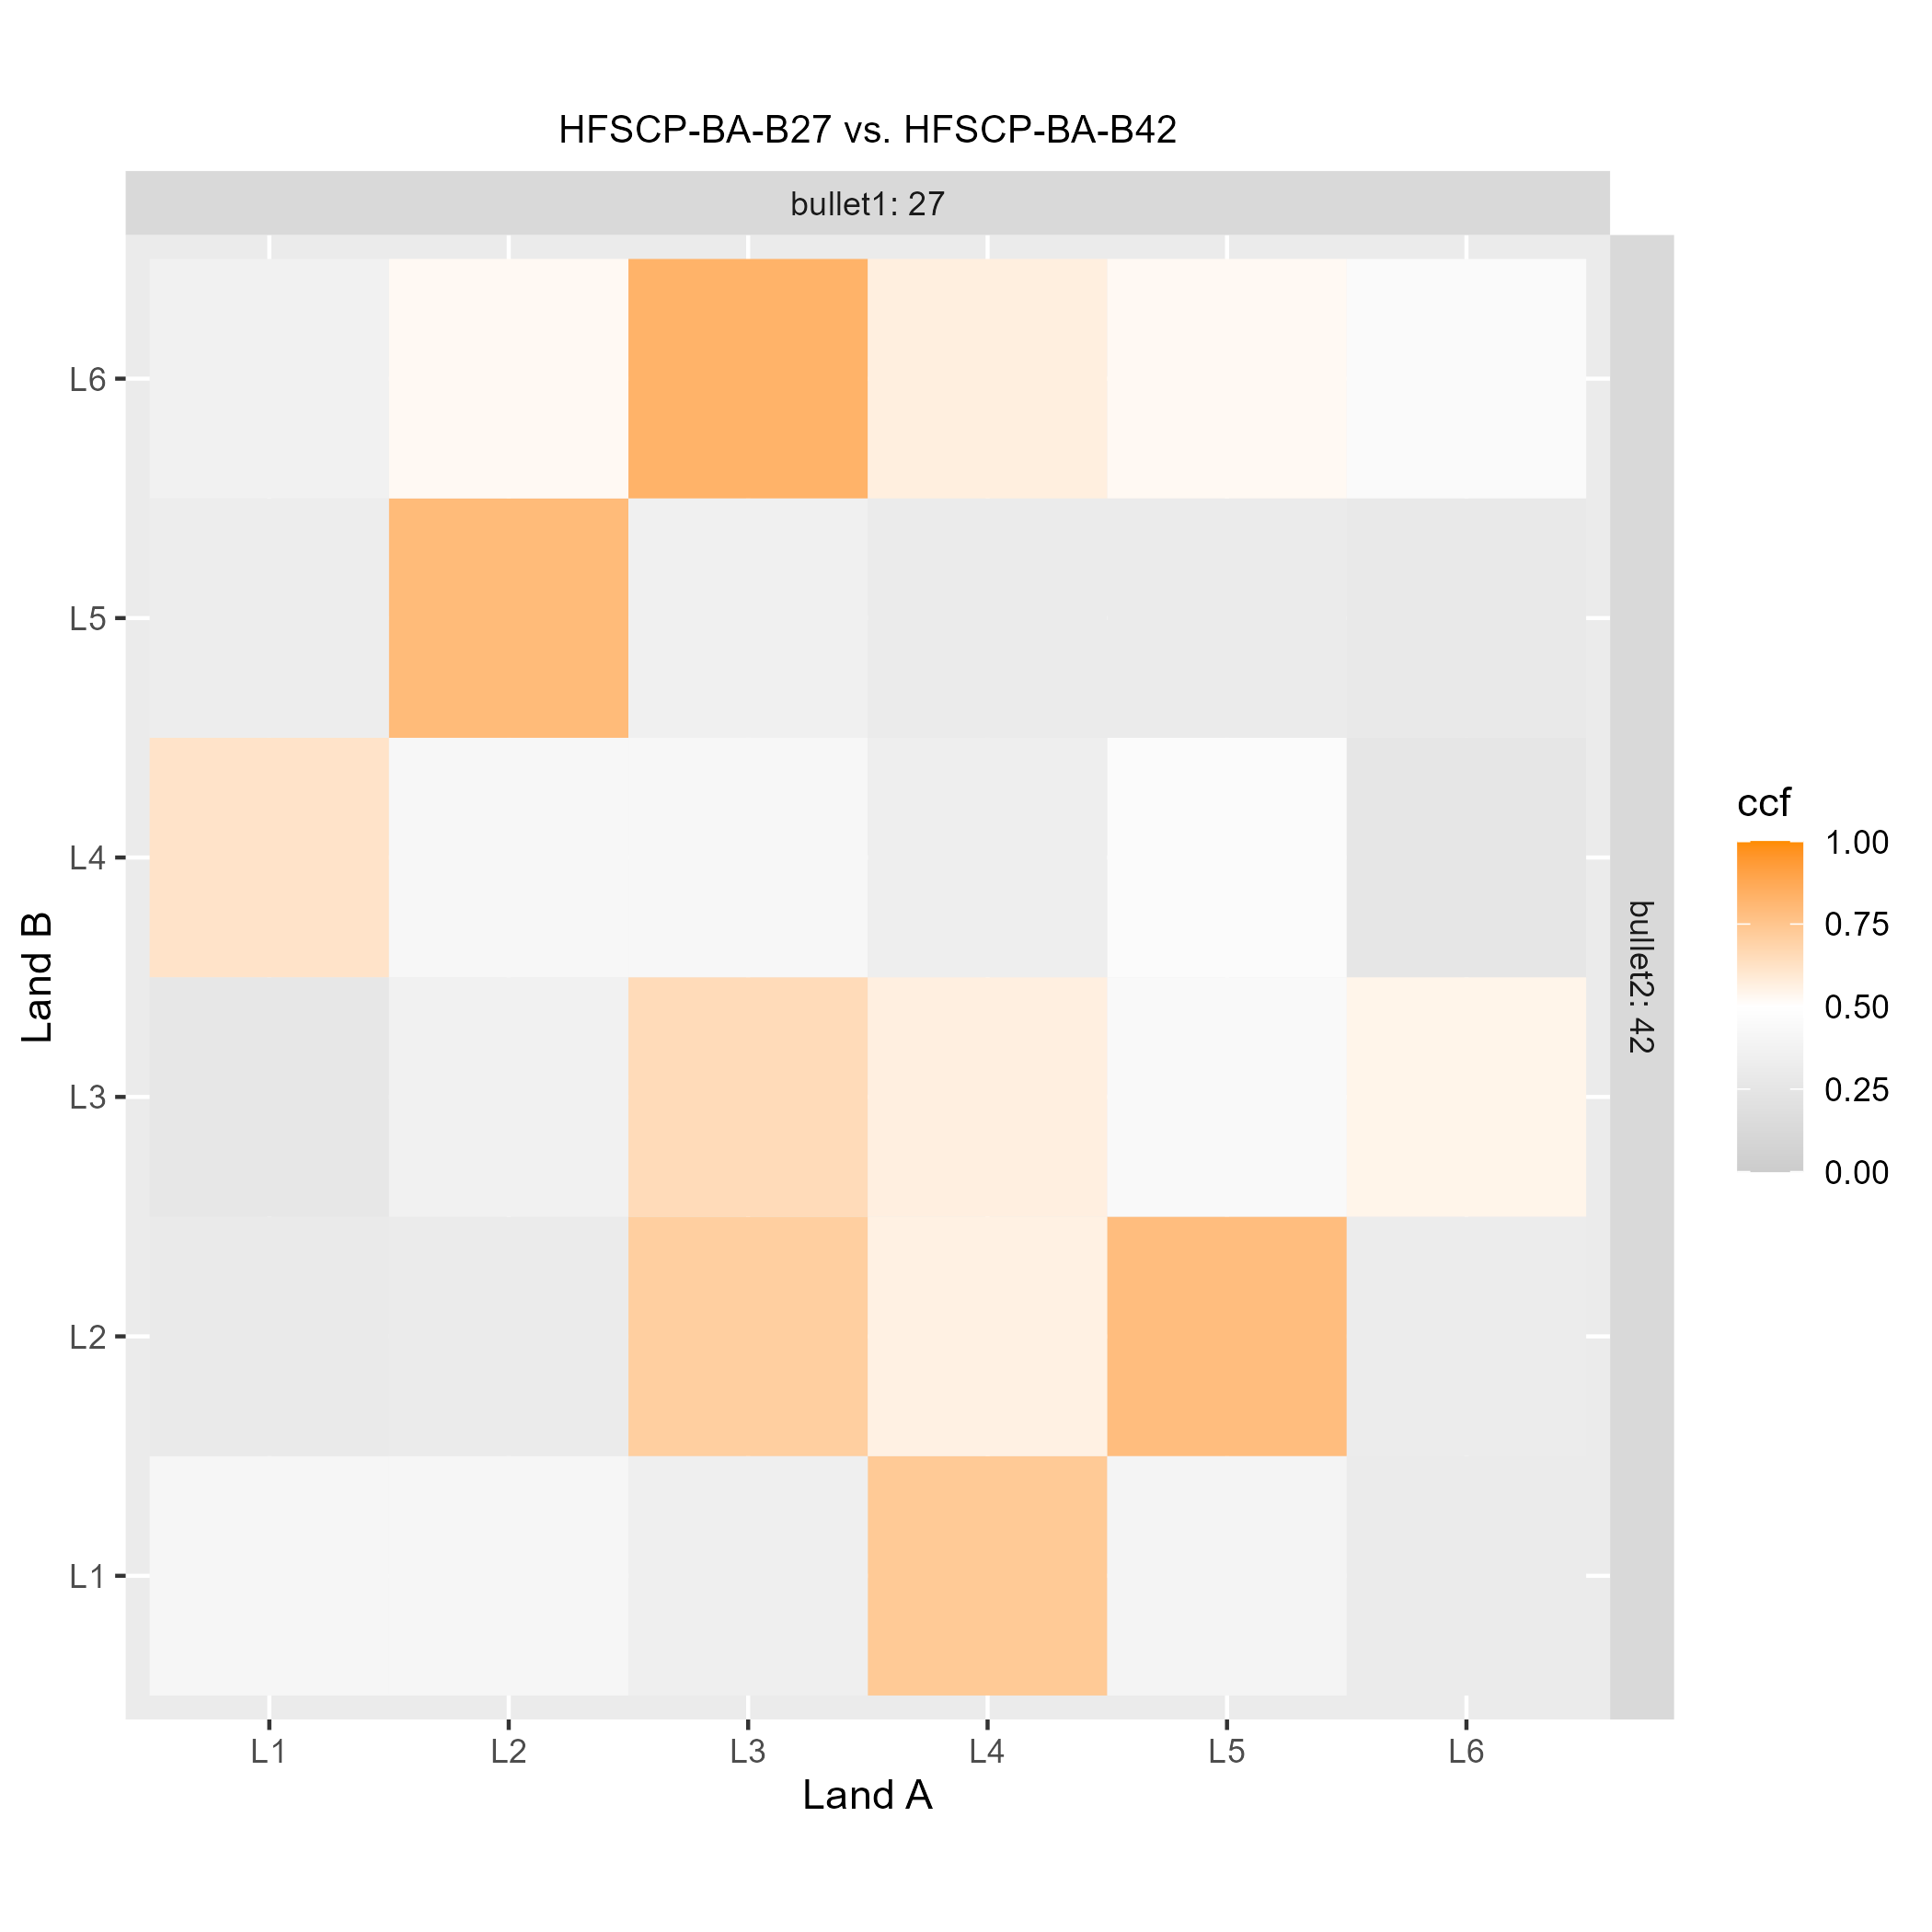 HFSCP-BA-B27 vs. HFSCP-BA-B42
bullet1: 27
L6
L5
L4
L3
L2
L1
Land B
bullet2: 42
L1 L2 L3 L4 L5 L6
Land A
ccf
1.00
0.75
0.50
0.25
0.00